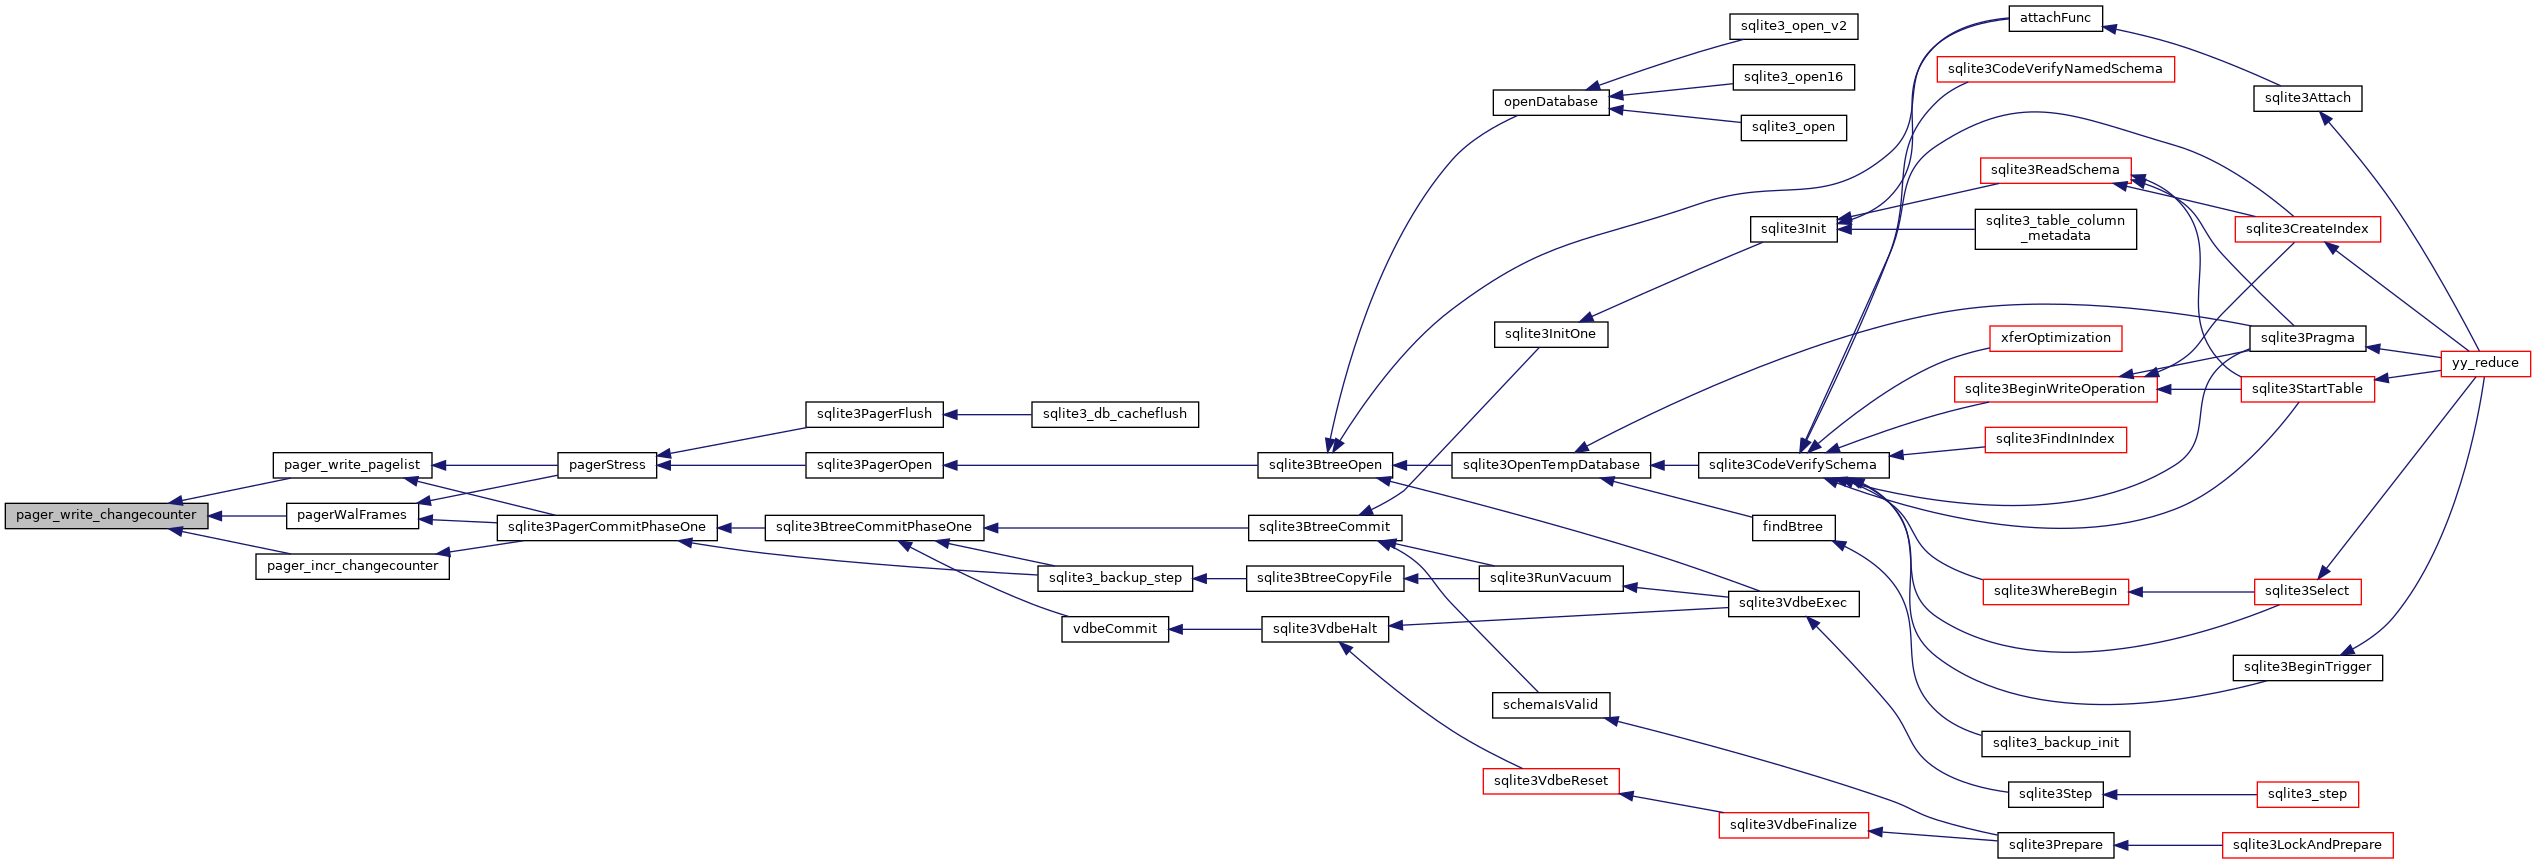 pager_write_changecounter
pager_write_pagelist
pagerWalFrames
pager_incr_changecounter
pagerStress
sqlite3PagerCommitPhaseOne
sqlite3PagerFlush
sqlite3PagerOpen
sqlite3BtreeCommitPhaseOne
sqlite3_db_cacheflush
sqlite3_backup_step
vdbeCommit
sqlite3BtreeOpen
sqlite3BtreeCommit
sqlite3BtreeCopyFile
sqlite3VdbeHalt
openDatabase
sqlite3InitOne
sqlite3OpenTempDatabase
sqlite3RunVacuum
schemaIsValid
sqlite3VdbeReset
sqlite3_open_v2
sqlite3_open16
sqlite3_open
sqlite3Init
sqlite3CodeVerifySchema
findBtree
sqlite3VdbeExec
sqlite3VdbeFinalize
attachFunc
sqlite3CodeVerifyNamedSchema
sqlite3ReadSchema
sqlite3_table_column
_metadata
xferOptimization
sqlite3BeginWriteOperation
sqlite3FindInIndex
sqlite3WhereBegin
sqlite3_backup_init
sqlite3Step
sqlite3Prepare
sqlite3Attach
sqlite3CreateIndex
sqlite3Pragma
sqlite3StartTable
sqlite3Select
sqlite3BeginTrigger
sqlite3_step
sqlite3LockAndPrepare
yy_reduce